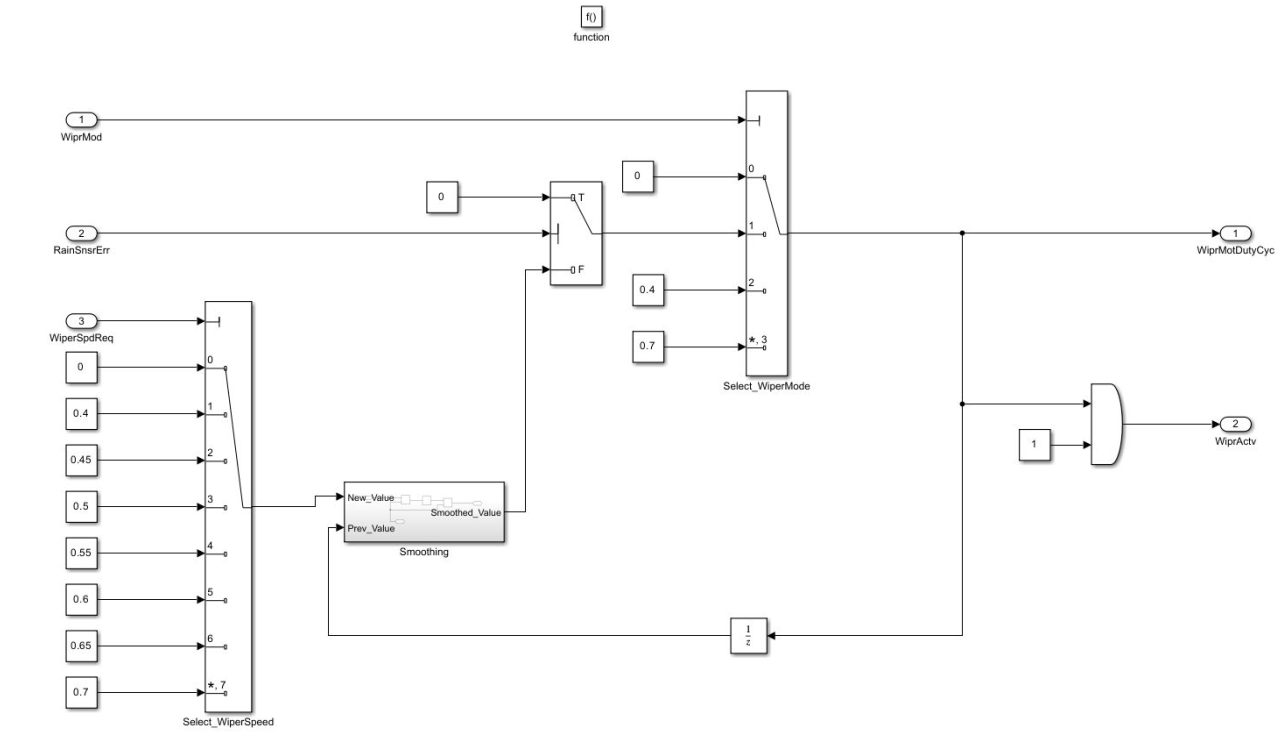 f()
function
1
WiprMod
0
0
T
0
1
2
RainSnsrErr
F
0.4
2
0.7
*, 3
Select_WiperMode
1
WiprMotDutyCyc
3
WiperSpdReq
0
0
0.4
1
0.45
2
0.5
3
0.55
4
0.6
5
0.65
6
0.7
*, 7
Select_WiperSpeed
New_Value
Smoothed_Value
Prev_Value
Smoothing
1
z
1
2
WiprActv